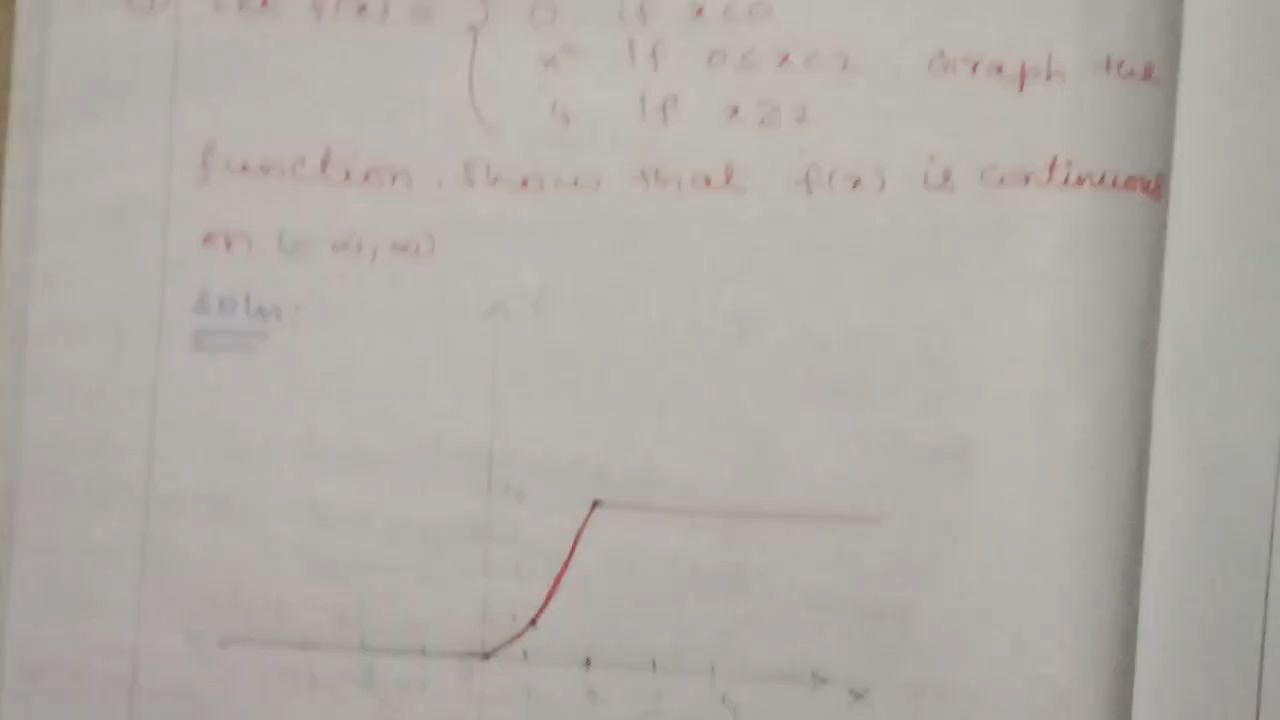 f(x) = { 0 if x<0
x² if 0≤x<2. Graph the
4 if x≥2
function. Show that f(x) is continuous
on (-∞, ∞)
Soln:
4
x